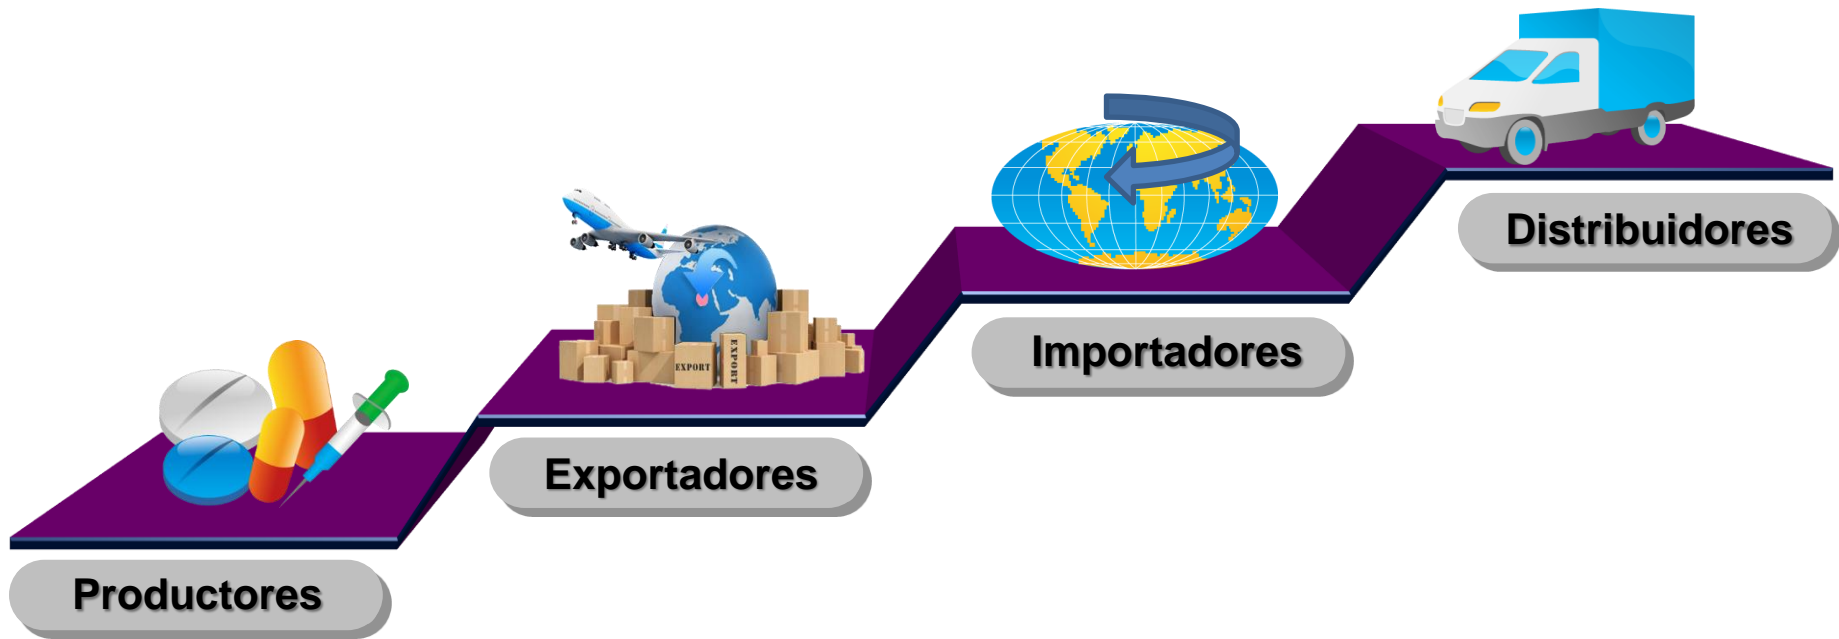 Distribuidores
Importadores
EXPORT
EXPORT
Exportadores
Productores